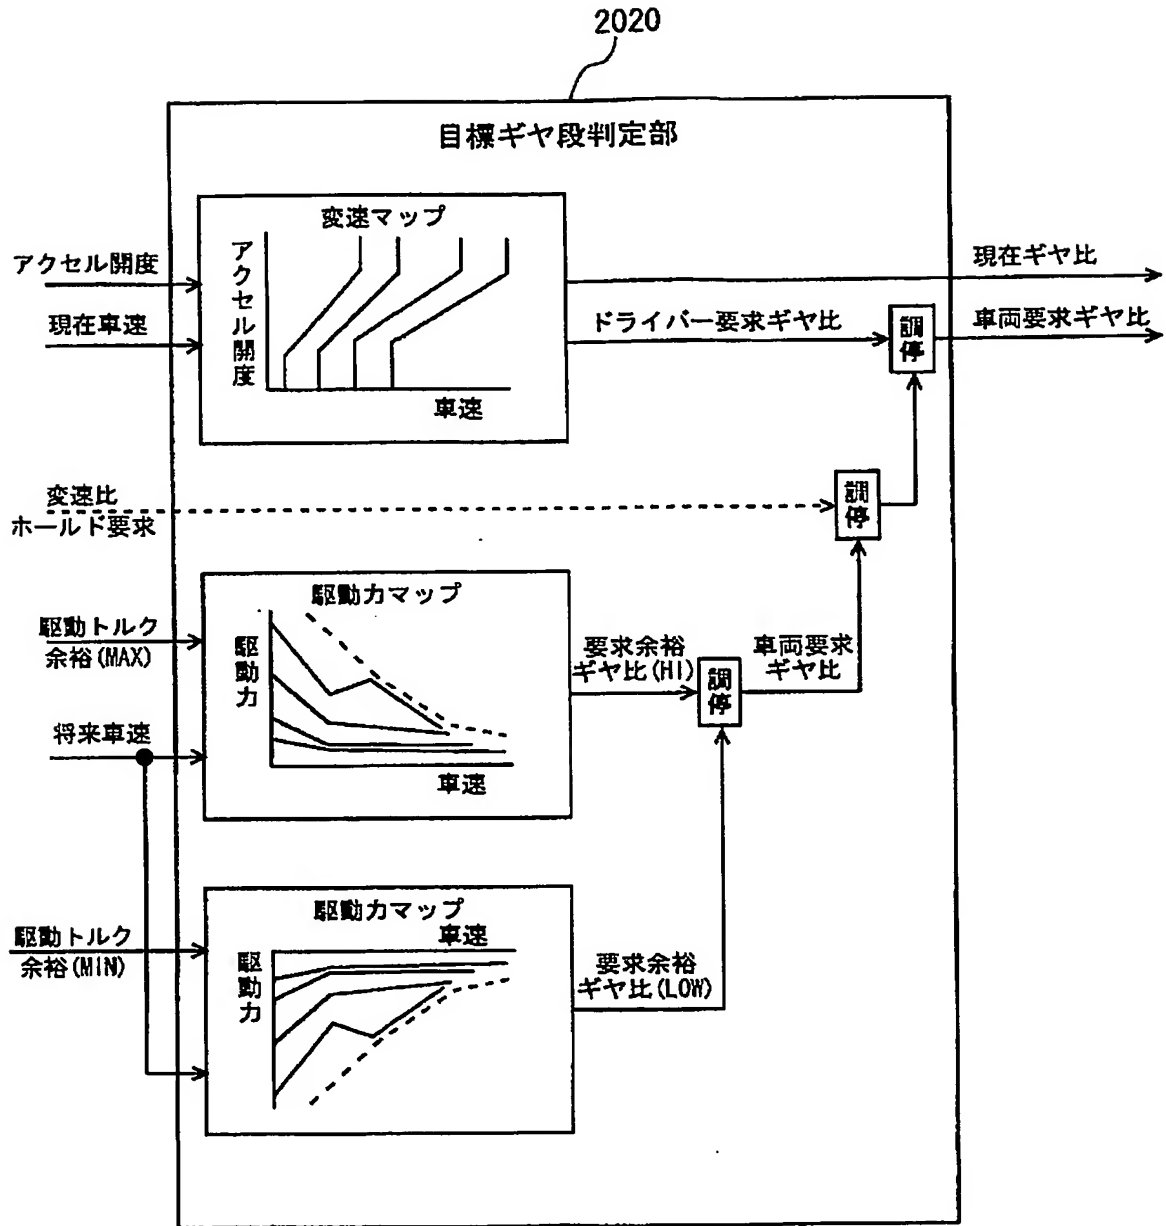 2020
目標ギヤ段判定部
変速マップ
アクセル開度
車速
アクセル開度
現在車速
現在ギヤ比
ドライバー要求ギヤ比
調停
車両要求ギヤ比
変速比
ホールド要求
調停
駆動力マップ
駆動力
車速
駆動トルク
余裕(MAX)
将来車速
要求余裕
ギヤ比(HI)
調停
車両要求
ギヤ比
駆動力マップ
車速
駆動力
駆動トルク
余裕(MIN)
要求余裕
ギヤ比(LOW)